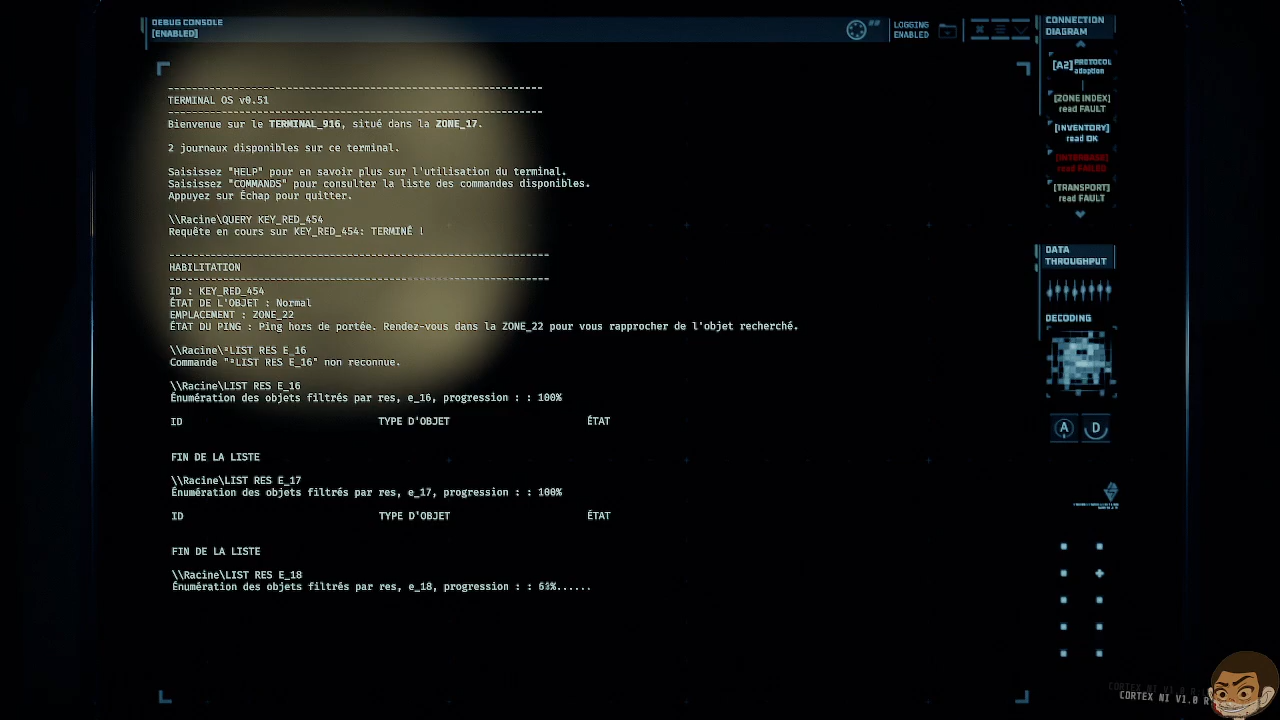 DEBUG CONSOLE
[ENABLED]
LOGGING
ENABLED
CONNECTION
DIAGRAM
[A2] PROTOCOL
adoption
[ZONE INDEX]
read FAULT
[INVENTORY]
read OK
[INTERBASE]
read FAILED
[TRANSPORT]
read FAULT
DATA
THROUGHPUT
DECODING
A D
TERMINAL OS v0.51
Bienvenue sur le TERMINAL_916, situé dans la ZONE_17.
2 journaux disponibles sur ce terminal.
Saisissez "HELP" pour en savoir plus sur l'utilisation du terminal.
Saisissez "COMMANDS" pour consulter la liste des commandes disponibles.
Appuyez sur Échap pour quitter.
\\Racine\QUERY KEY_RED_454
Requête en cours sur KEY_RED_454: TERMINÉ !
HABILITATION
ID : KEY_RED_454
ÉTAT DE L'OBJET : Normal
EMPLACEMENT : ZONE_22
ÉTAT DU PING : Ping hors de portée. Rendez-vous dans la ZONE_22 pour vous rapprocher de l'objet recherché.
\\Racine\²LIST RES E_16
Commande "²LIST RES E_16" non reconnue.
\\Racine\LIST RES E_16
Énumération des objets filtrés par res, e_16, progression : : 100%
ID TYPE D'OBJET ÉTAT
FIN DE LA LISTE
\\Racine\LIST RES E_17
Énumération des objets filtrés par res, e_17, progression : : 100%
ID TYPE D'OBJET ÉTAT
FIN DE LA LISTE
\\Racine\LIST RES E_18
Énumération des objets filtrés par res, e_18, progression : :
CORTEX NI V1.0 R